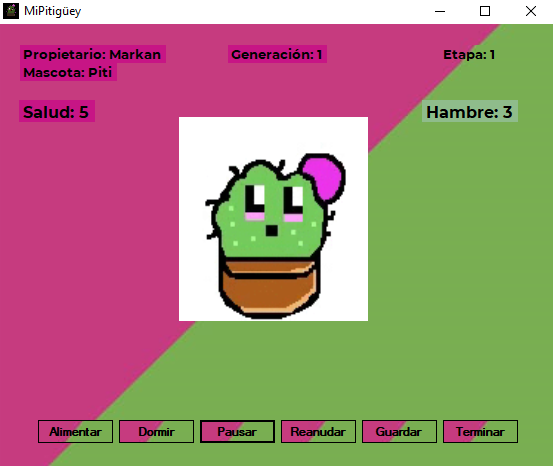 MiPitigüey
Propietario: Markan
Generación: 1
Etapa: 1
Mascota: Piti
Salud: 5
Hambre: 3
Alimentar
Dormir
Pausar
Reanudar
Guardar
Terminar